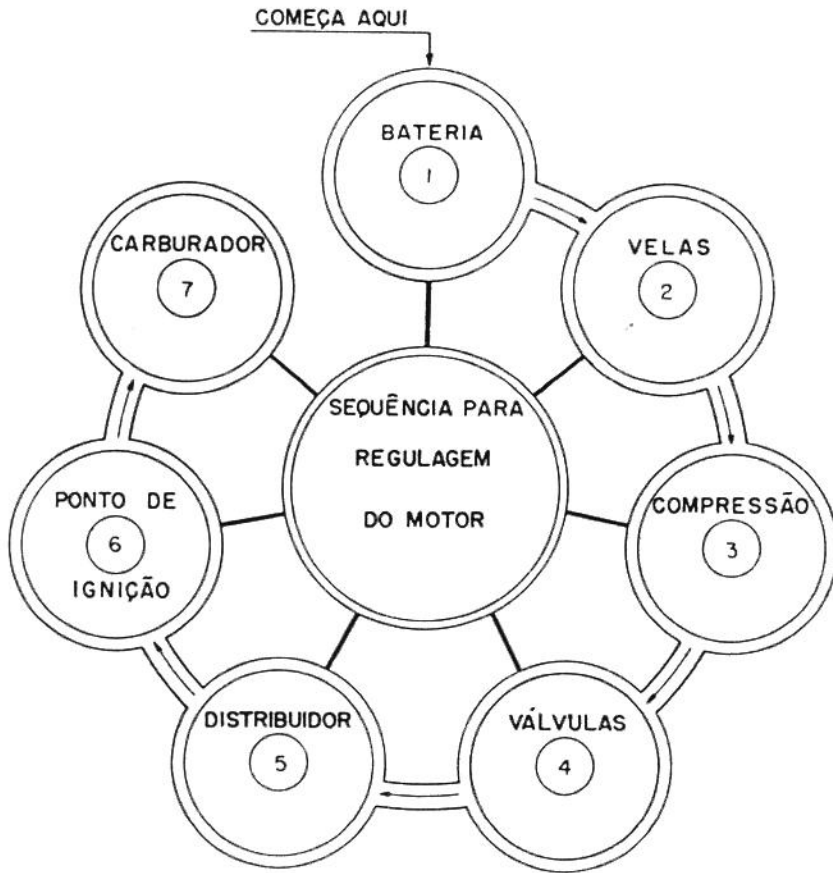 COMEÇA AQUI
BATERIA
1
VELAS
2
COMPRESSÃO
3
VÁLVULAS
4
DISTRIBUIDOR
5
PONTO DE
6
IGNIÇÃO
CARBURADOR
7
SEQUÊNCIA PARA
REGULAGEM
DO MOTOR